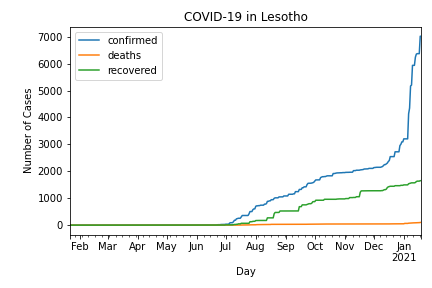 COVID-19 in Lesotho
confirmed
deaths
recovered
Number of Cases
7000
6000
5000
4000
3000
2000
1000
0
Feb Mar Apr May Jun Jul Aug Sep Oct Nov Dec Jan
2021
Day